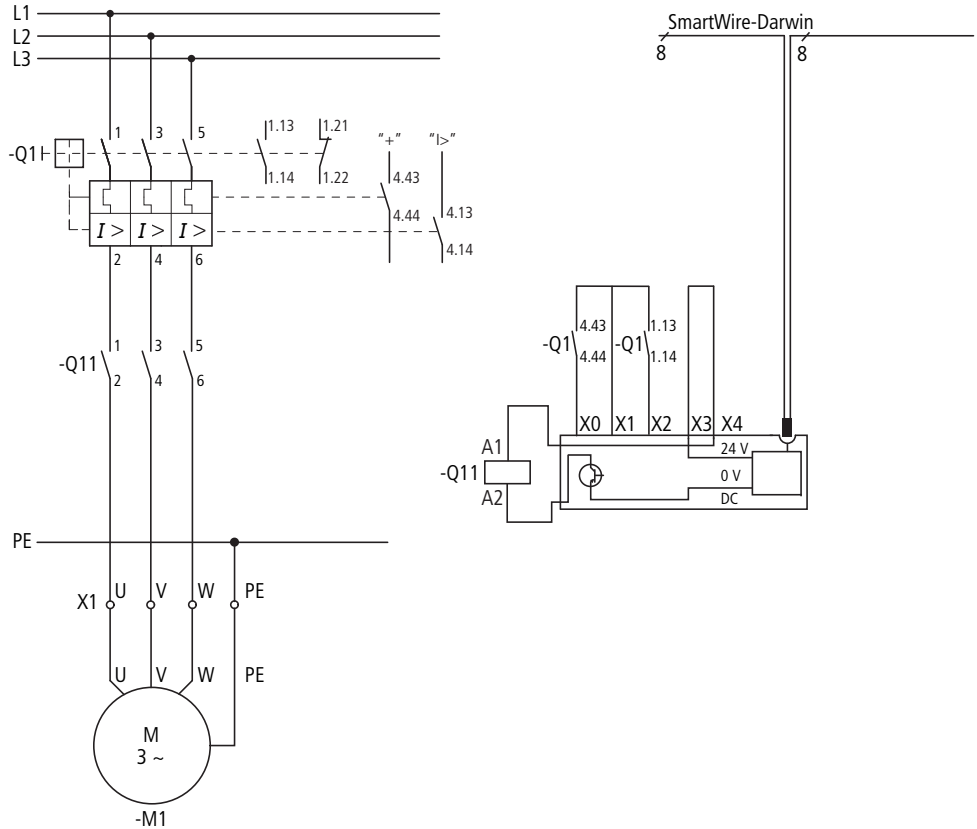 L1
L2
L3
SmartWire-Darwin
8
8
-Q1
1
3
5
1.13
1.14
1.21
1.22
"+"
"I>"
4.43
4.44
4.13
4.14
I > I > I >
2
4
6
-Q11
1
3
5
2
4
6
-Q1
4.43
4.44
-Q1
1.13
1.14
X0 X1 X2 X3 X4
A1
-Q11
A2
24 V
0 V
DC
PE
X1
U
V
W
PE
U
V
W
PE
M
3 ~
-M1